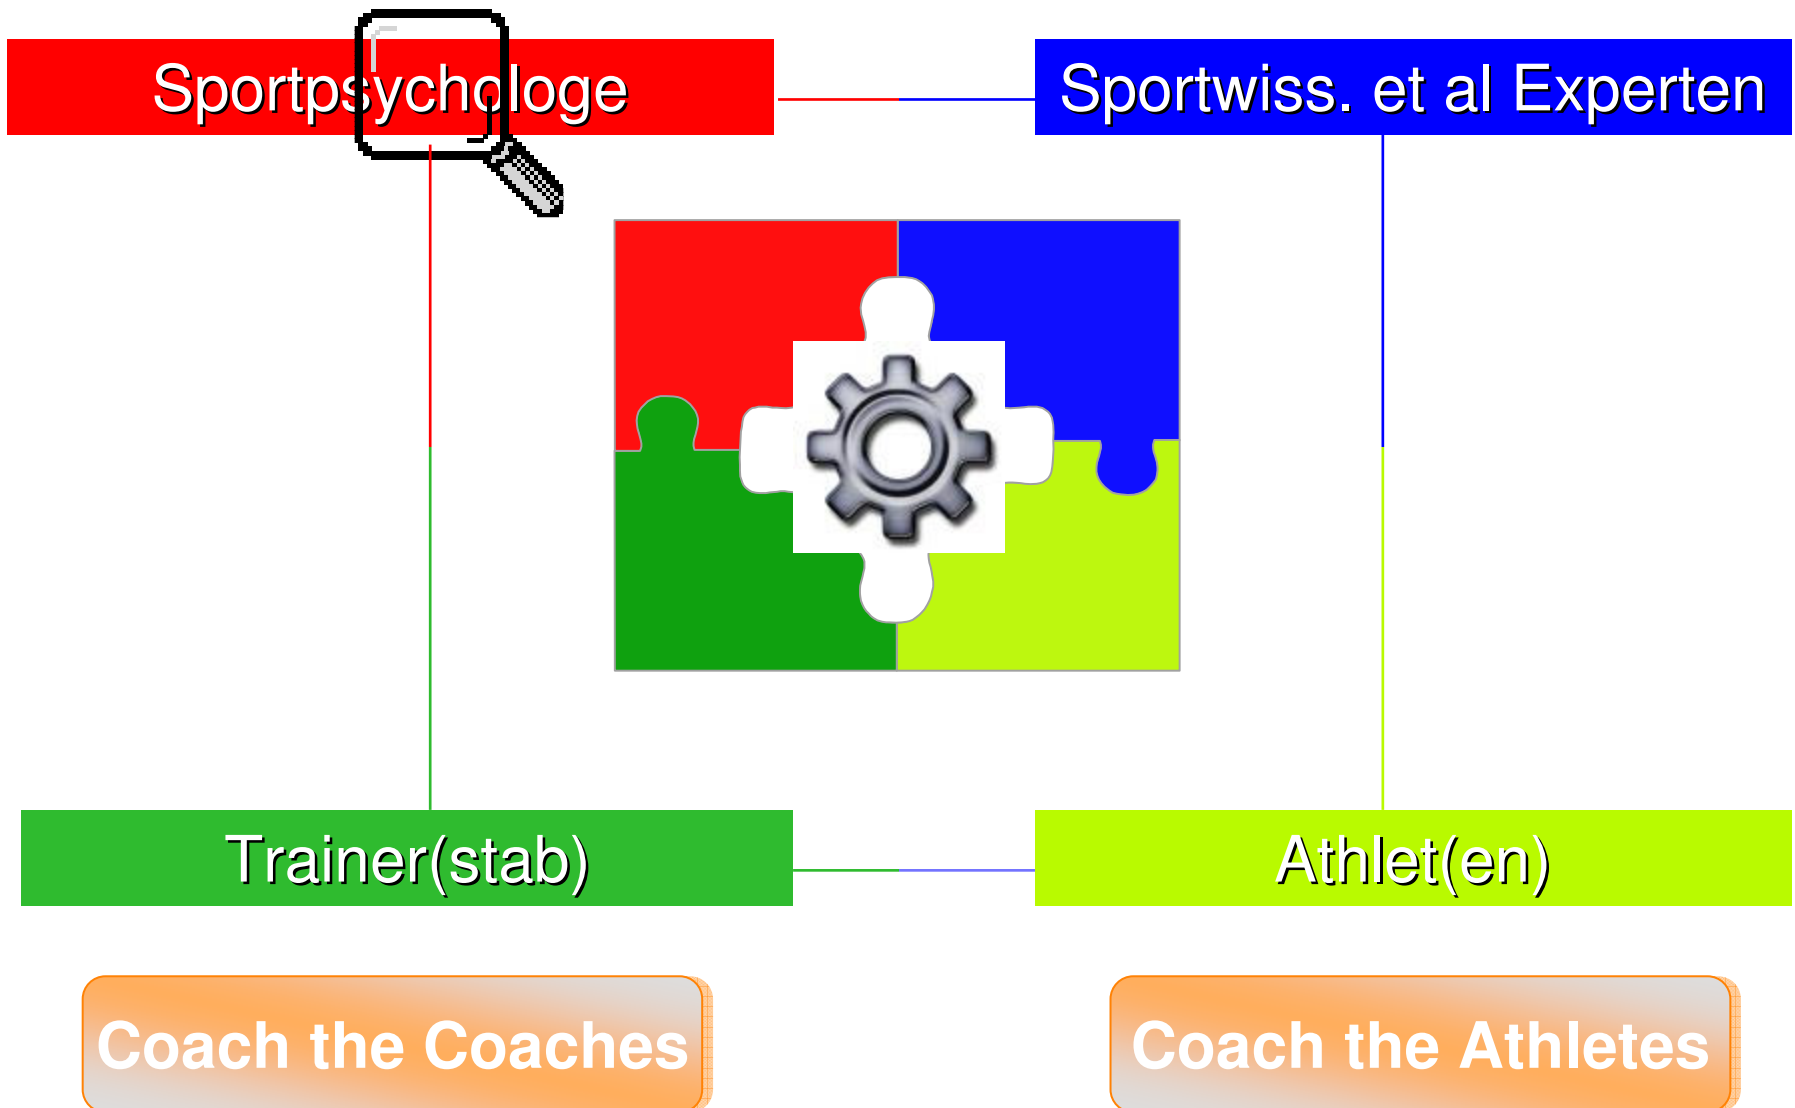 Sportpsychologe
Sportwiss. et al Experten
Trainer(stab)
Athlet(en)
Coach the Coaches
Coach the Athletes